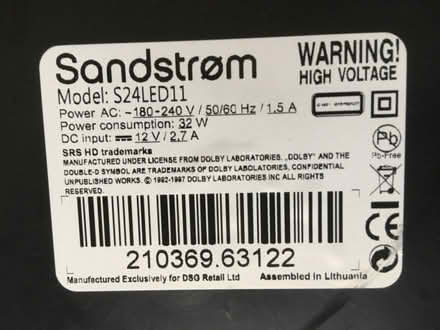 Sandstrøm
WARNING!
HIGH VOLTAGE
Model: S24LED11
Power AC: ~180-240 V / 50/60 Hz / 1.5 A
Power consumption: 32 W
DC input: 12 V / 2.7 A
SRS HD trademarks
MANUFACTURED UNDER LICENSE FROM DOLBY LABORATORIES. „DOLBY" AND THE
DOUBLE-D SYMBOL ARE TRADEMARKS OF DOLBY LABOLATORIES, CONFIDENTIAL
UNPUBLISHED WORKS. © 1992-1997 DOLBY LABORATORIES INC ALL RIGHTS
RESERVED.
Pb
Pb-Free
CE
210369.63122
Manufactured Exclusively for DSG Retail Ltd
Assembled in Lithuania